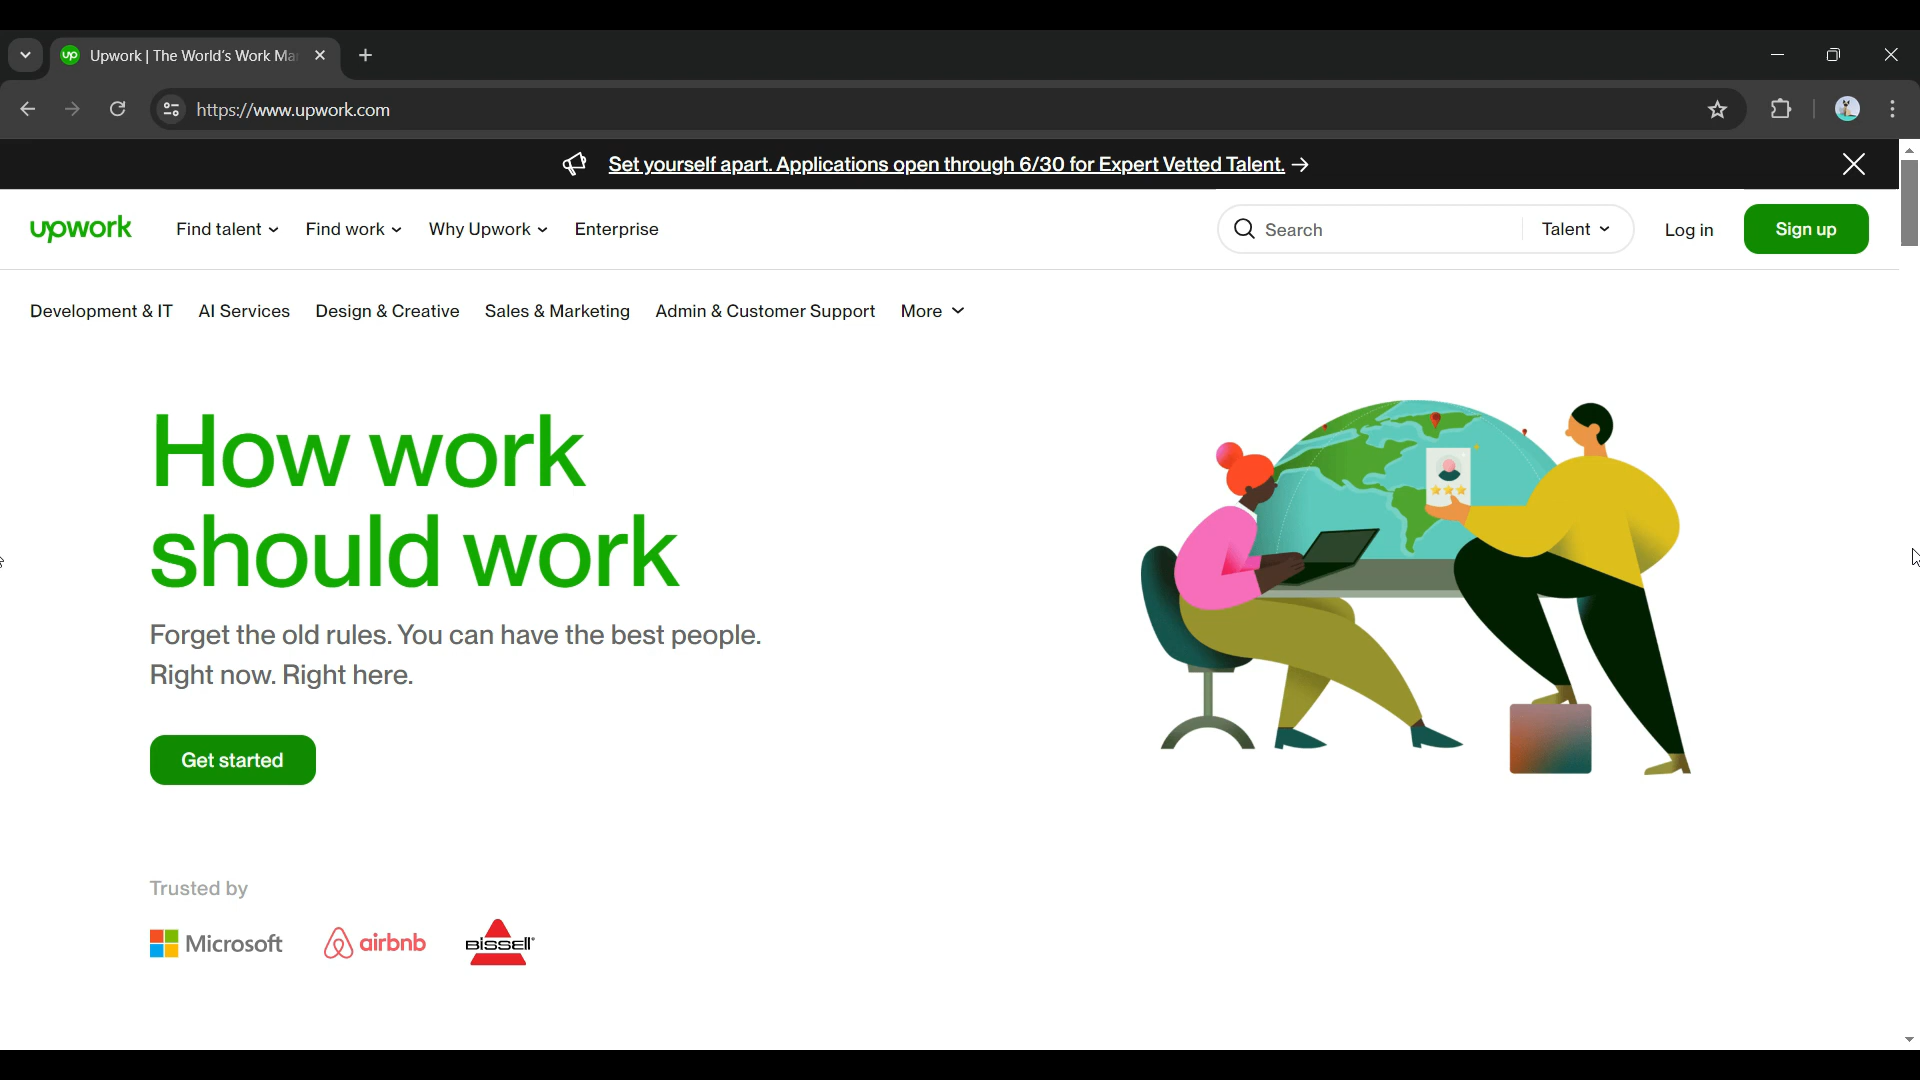 up Upwork | The World's Work Ma
https://www.upwork.com
Set yourself apart. Applications open through 6/30 for Expert Vetted Talent. →
upwork Find talent Find work Why Upwork Enterprise Search Talent Log in Sign up
Development & IT AI Services Design & Creative Sales & Marketing Admin & Customer Support More
How work
should work
Forget the old rules. You can have the best people.
Right now. Right here.
Get started
Trusted by
Microsoft airbnb BISSELL